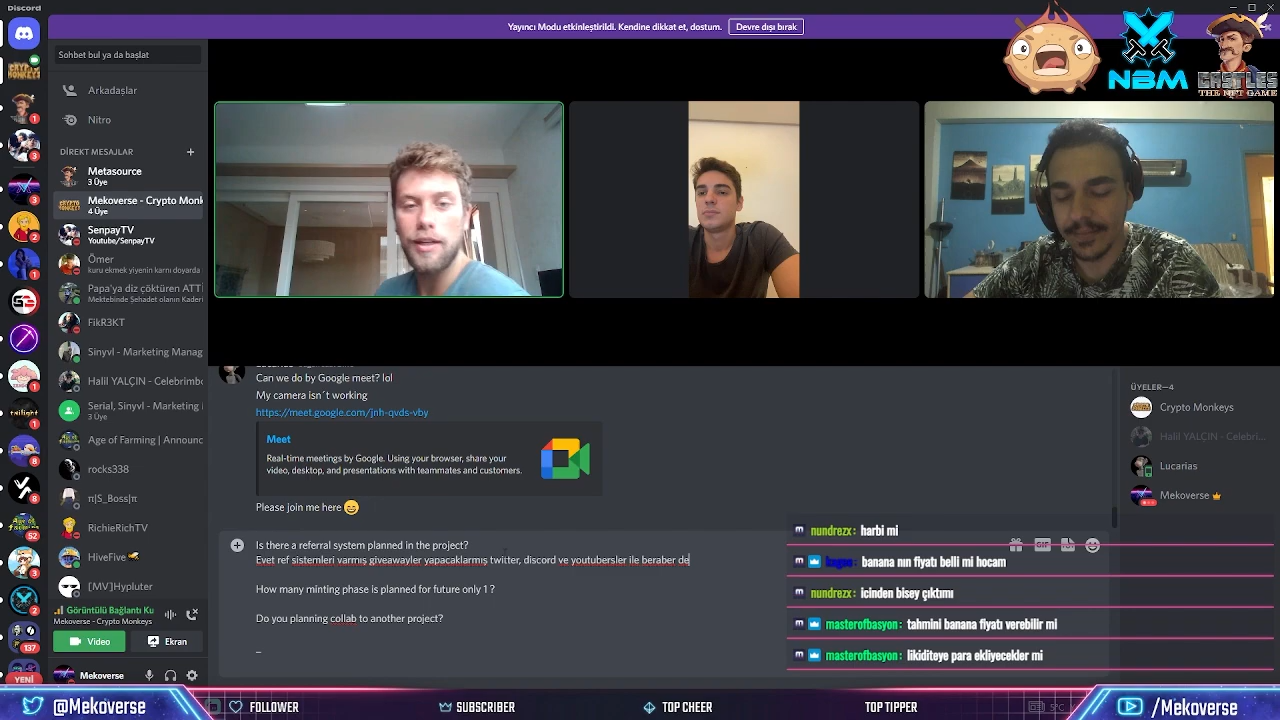 Discord
Yayıncı Modu etkinleştirildi. Kendine dikkat et, dostum.
Devre dışı bırak
Sohbet bul ya da başlat
NBM
CASTLES
THE NFT GAME
Arkadaşlar
Nitro
DİREKT MESAJLAR
Metasource
3 Üye
Mekoverse - Crypto Monk
4 Üye
SenpayTV
Youtube/SenpayTV
Ömer
kuru ekmek yiyenin karnı doyarda
Papa'ya diz çöktüren ATT
Mektebinde Şehadet olanın Kaderi
FikR3KT
Sinyvl - Marketing Manag
Halil YALÇIN - Celebrimbo
Serial, Sinyvl - Marketing
3 Üye
Age of Farming | Announc
rocks338
π|S_Boss|π
RichieRichTV
HiveFive
[MV]Hypluter
Görüntülü Bağlantı Ku
Mekoverse - Crypto Monkeys
Video
Ekran
Mekoverse
YENİ
Can we do by Google meet? lol
My camera isn´t working
https://meet.google.com/jnh-qvds-vby
Meet
Real-time meetings by Google. Using your browser, share your
video, desktop, and presentations with teammates and customers.
Please join me here
Is there a referral system planned in the project?
Evet ref sistemleri varmış giveawayler yapacaklarmış twitter, discord ve youtubersler ile beraber de
How many minting phase is planned for future only 1 ?
Do you planning collab to another project?
_
ÜYELER—4
Crypto Monkeys
Halil YALÇIN - Celebri...
Lucarias
Mekoverse
nundrezx: harbi mi
banana nın fiyatı belli mi hocam
nundrezx: icinden bisey çıktımı
masterofbasyon: tahmini banana fiyatı verebilir mi
masterofbasyon: likiditeye para ekliyecekler mi
@Mekoverse
FOLLOWER
SUBSCRIBER
TOP CHEER
TOP TIPPER
/Mekoverse